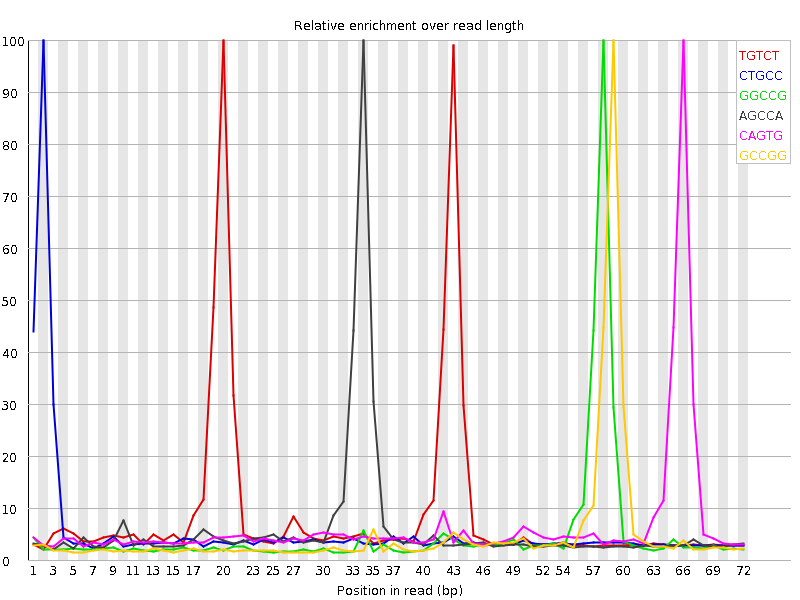 Relative enrichment over read length
100
90
80
70
60
50
40
30
20
10
0
TGTCT
CTGCC
GGCCG
AGCCA
CAGTG
GCCGG
1 3 5 7 9 11 13 15 17 20 23 25 27 30 33 35 37 40 43 46 49 52 54 57 60 63 66 69 72
Position in read (bp)